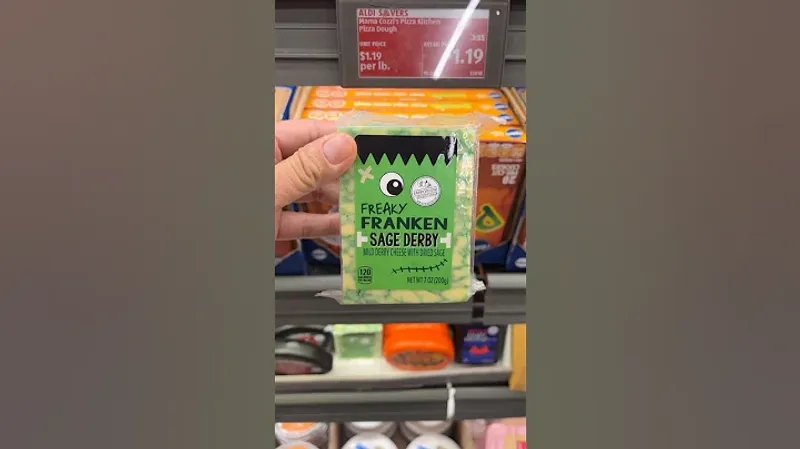 ALDI SAVERS
Mama Cozzi's Pizza Kitchen
Pizza Dough
UNIT PRICE
$1.19
per lb.
1.19
FREAKY
FRANKEN
SAGE DERBY
MILD DERBY CHEESE WITH DRIED SAGE
120
NET WT 7 OZ (200g)